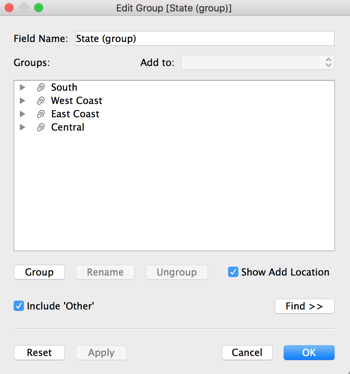 Edit Group [State (group)]
Field Name: State (group)
Groups: Add to:
South
West Coast
East Coast
Central
Group Rename Ungroup Show Add Location
Include 'Other' Find >>
Reset Apply Cancel OK